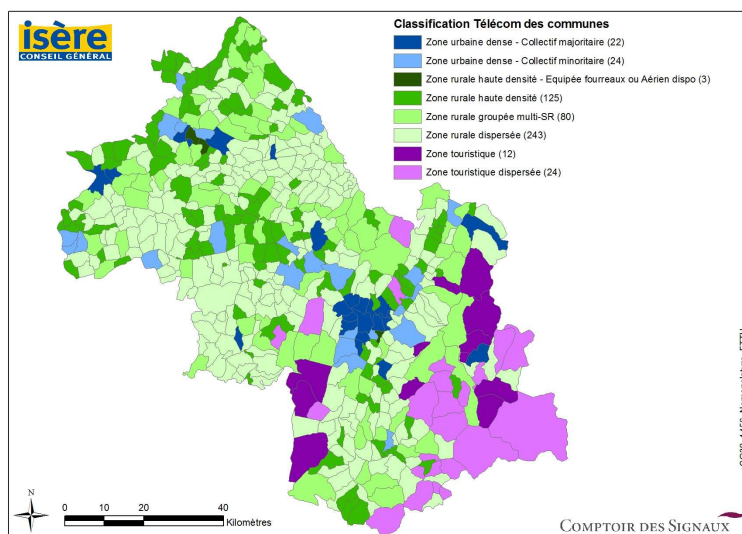 isère
CONSEIL GÉNÉRAL
Classification Télécom des communes
Zone urbaine dense - Collectif majoritaire (22)
Zone urbaine dense - Collectif minoritaire (24)
Zone rurale haute densité - Equipée fourreaux ou Aérien dispo (3)
Zone rurale haute densité (125)
Zone rurale groupée multi-SR (80)
Zone rurale dispersée (243)
Zone touristique (12)
Zone touristique dispersée (24)
N
0 10 20 40
Kilomètres
COMPTOIR DES SIGNAUX